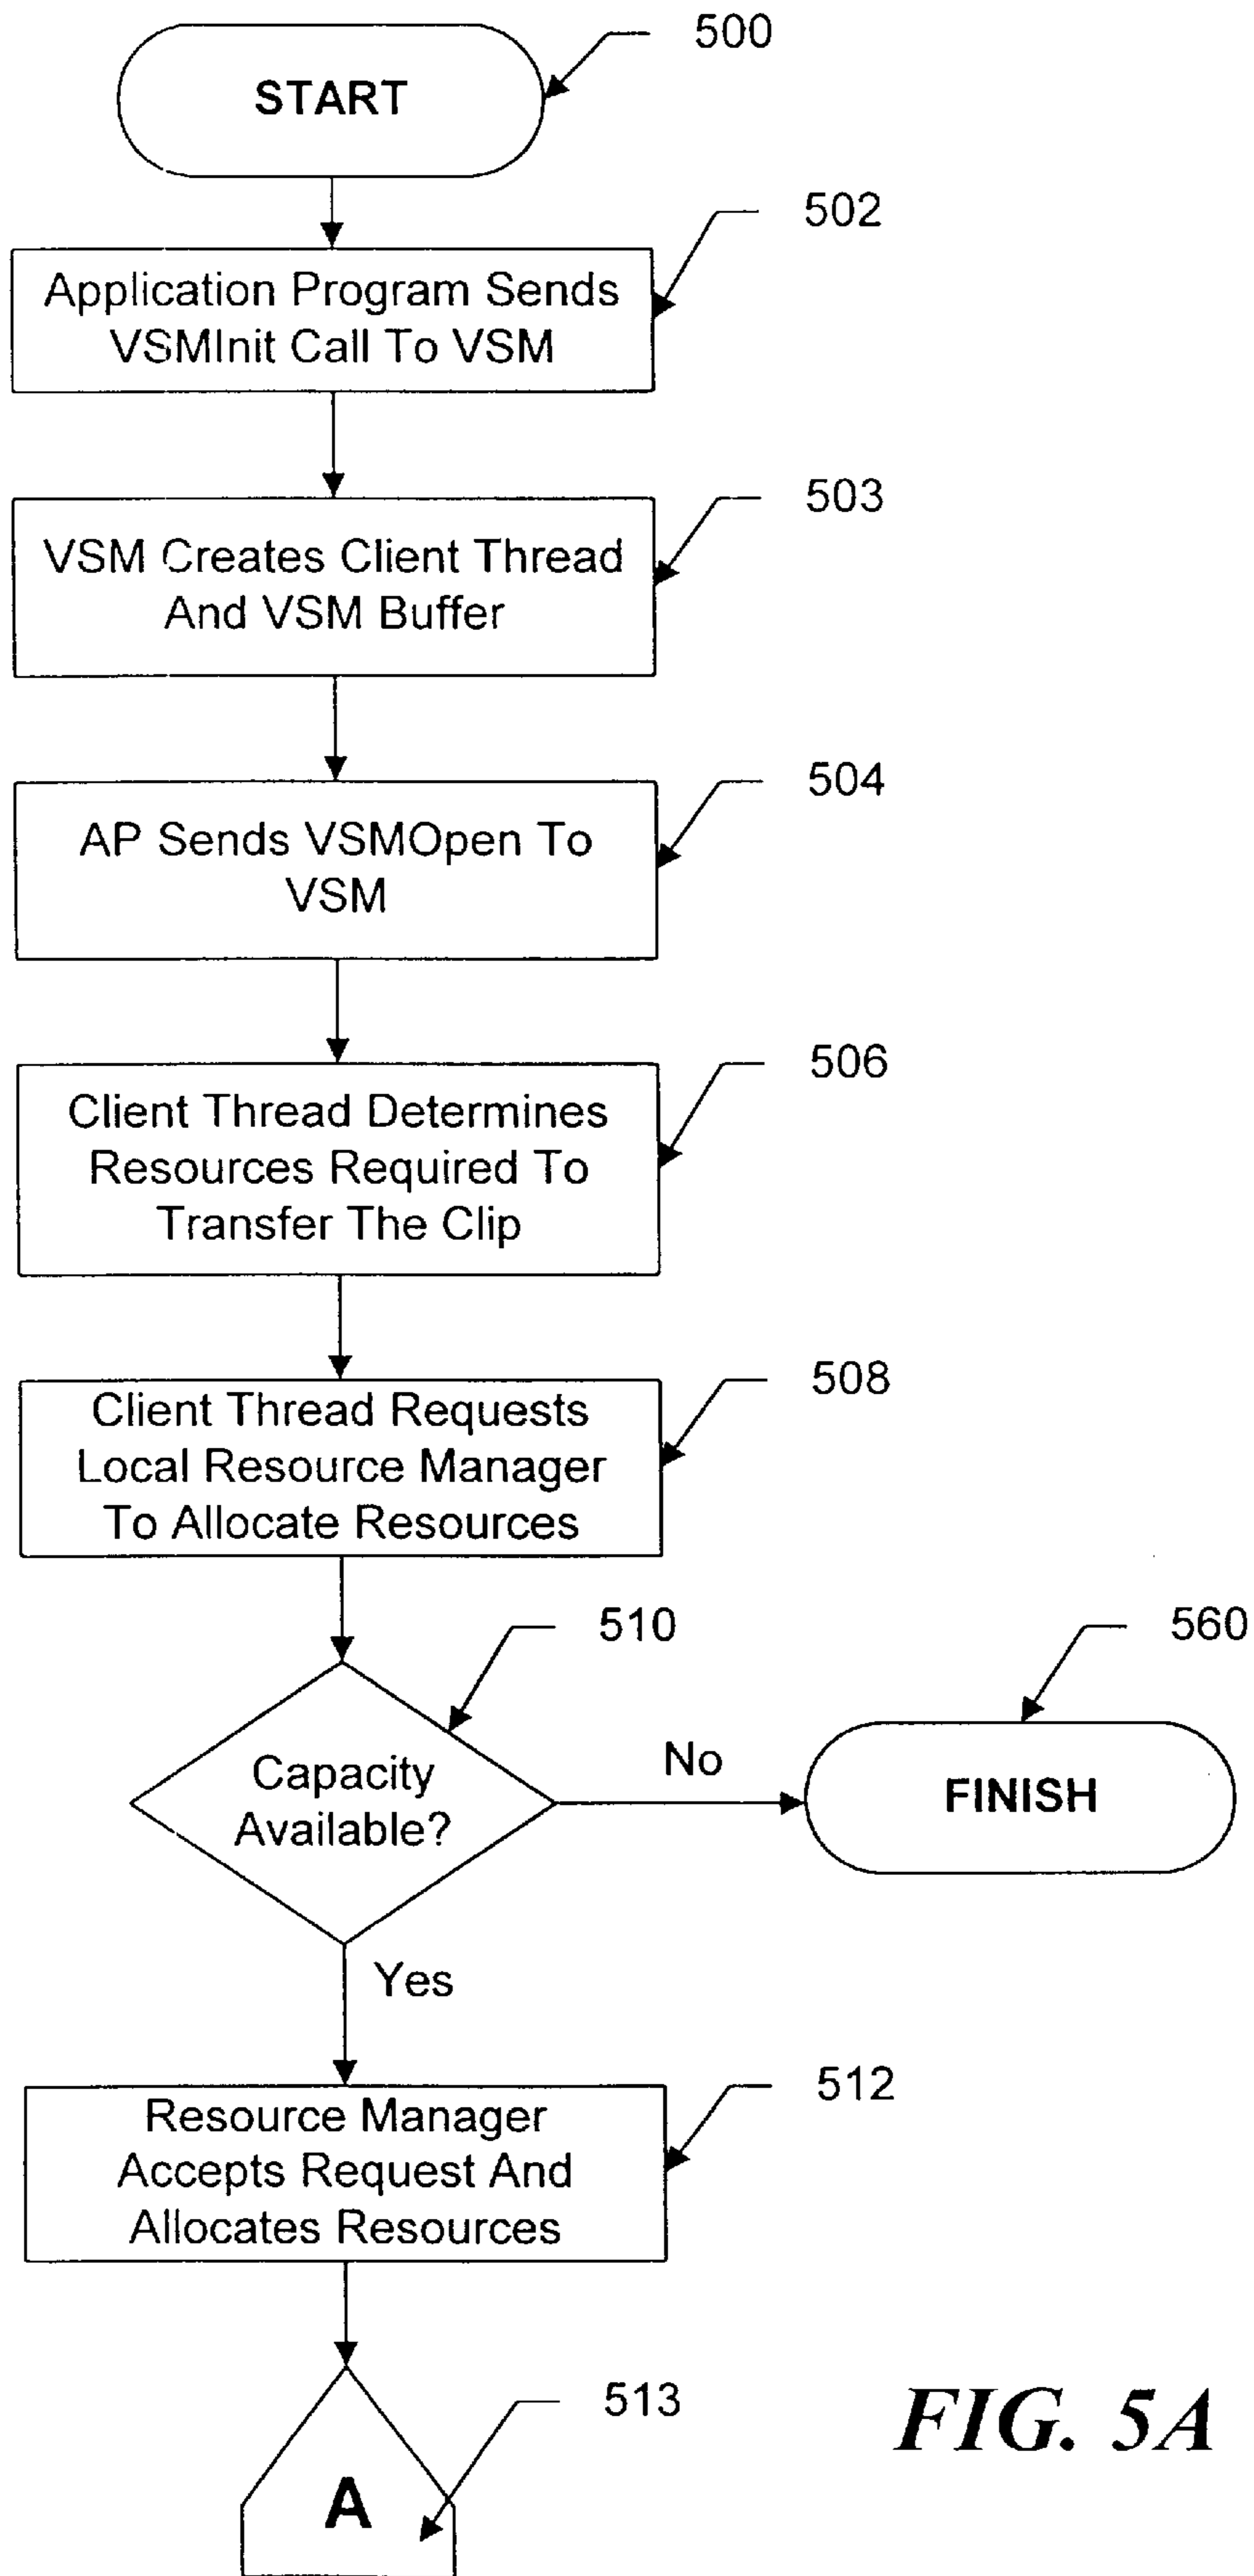 500
START
502
Application Program Sends
VSMInit Call To VSM
503
VSM Creates Client Thread
And VSM Buffer
504
AP Sends VSMOpen To
VSM
506
Client Thread Determines
Resources Required To
Transfer The Clip
508
Client Thread Requests
Local Resource Manager
To Allocate Resources
510
560
Capacity
Available?
No
FINISH
Yes
512
Resource Manager
Accepts Request And
Allocates Resources
513
A
FIG. 5A